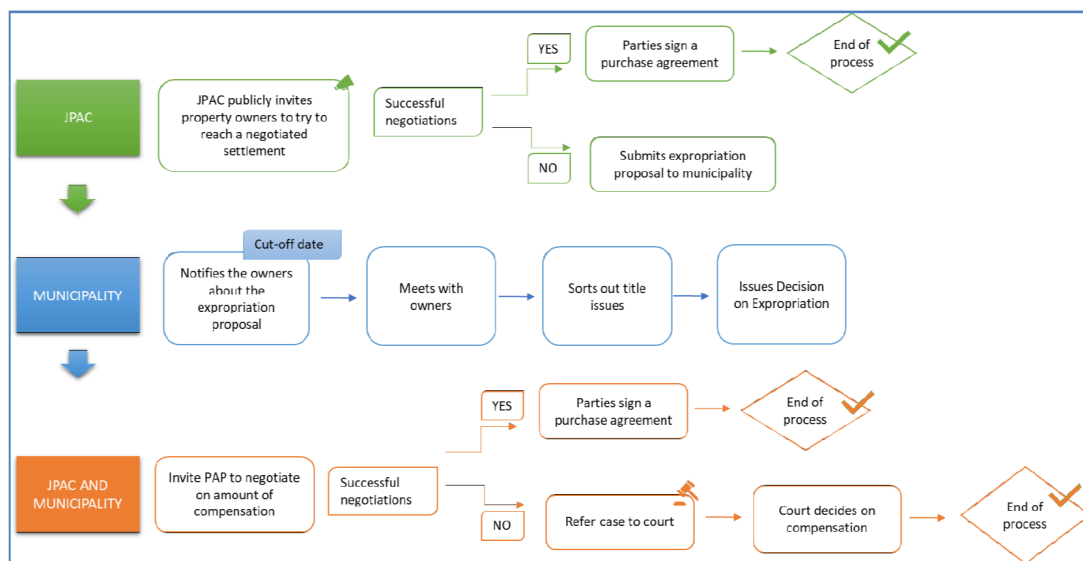 YES
Parties sign a
purchase agreement
End of
process
JPAC
JPAC publicly invites
property owners to try to
reach a negotiated
settlement
Successful
negotiations
NO
Submits expropriation
proposal to municipality
Cut-off date
MUNICIPALITY
Notifies the owners
about the
expropriation
proposal
Meets with
owners
Sorts out title
issues
Issues Decision
on Expropriation
YES
Parties sign a
purchase agreement
End of
process
JPAC AND
MUNICIPALITY
Invite PAP to negotiate
on amount of
compensation
Successful
negotiations
NO
Refer case to court
Court decides on
compensation
End of
process